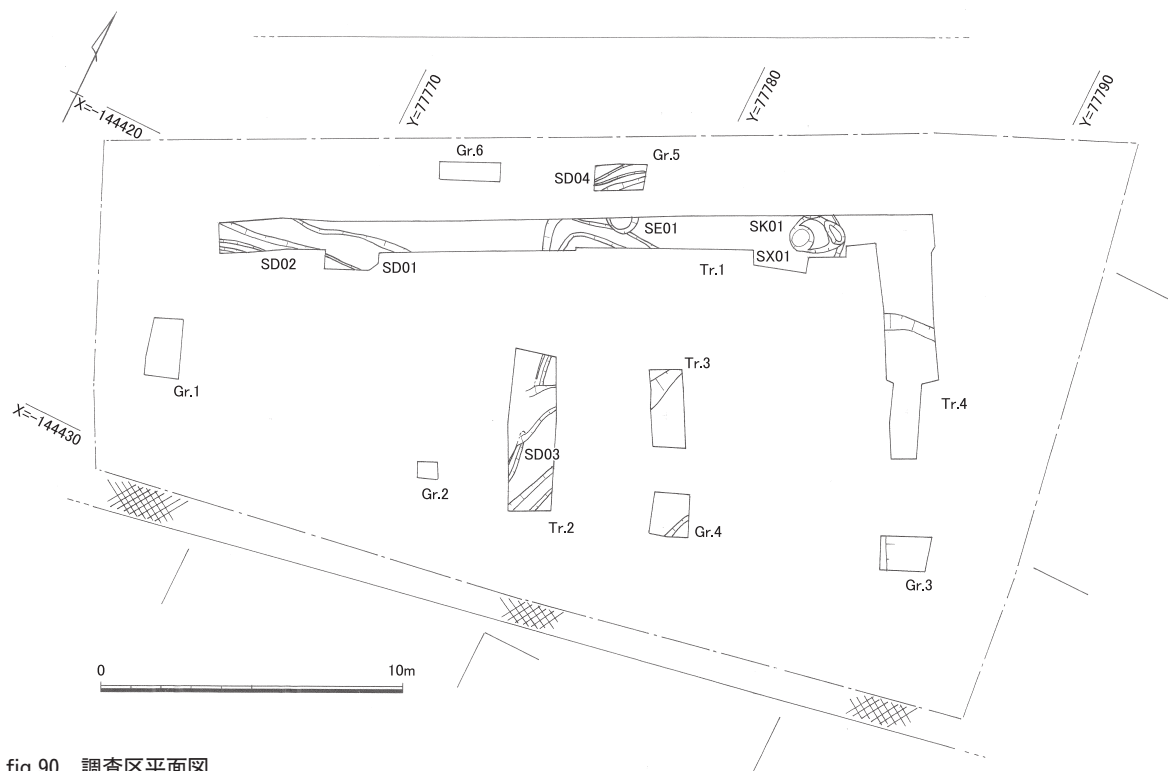 X=-144420
Y=77770
Y=77780
Y=77790
Gr.6
SD04
Gr.5
SE01
SK01
SD02
SD01
Tr.1
SX01
Gr.1
Tr.3
Tr.4
X=-144430
Gr.2
SD03
Tr.2
Gr.4
Gr.3
0
10m
fig.90 調査区平面図